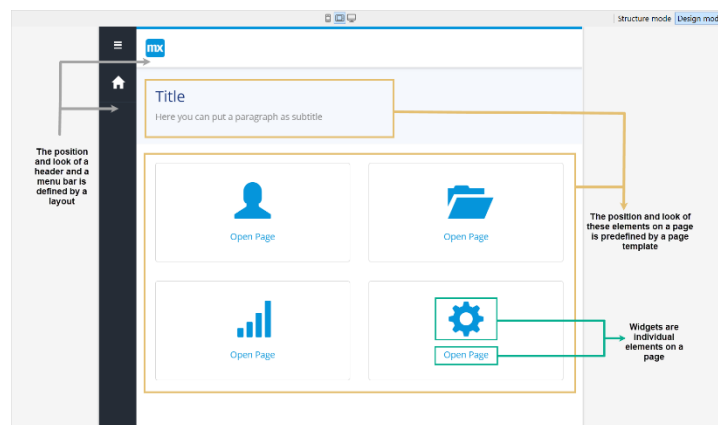 Structure mode Design mod
mx
Title
Here you can put a paragraph as subtitle
The position
and look of a
header and a
menu bar is
defined by a
layout
Open Page
Open Page
The position and look of
these elements on a page
is predefined by a page
template
Open Page
Open Page
Widgets are
individual
elements on a
page